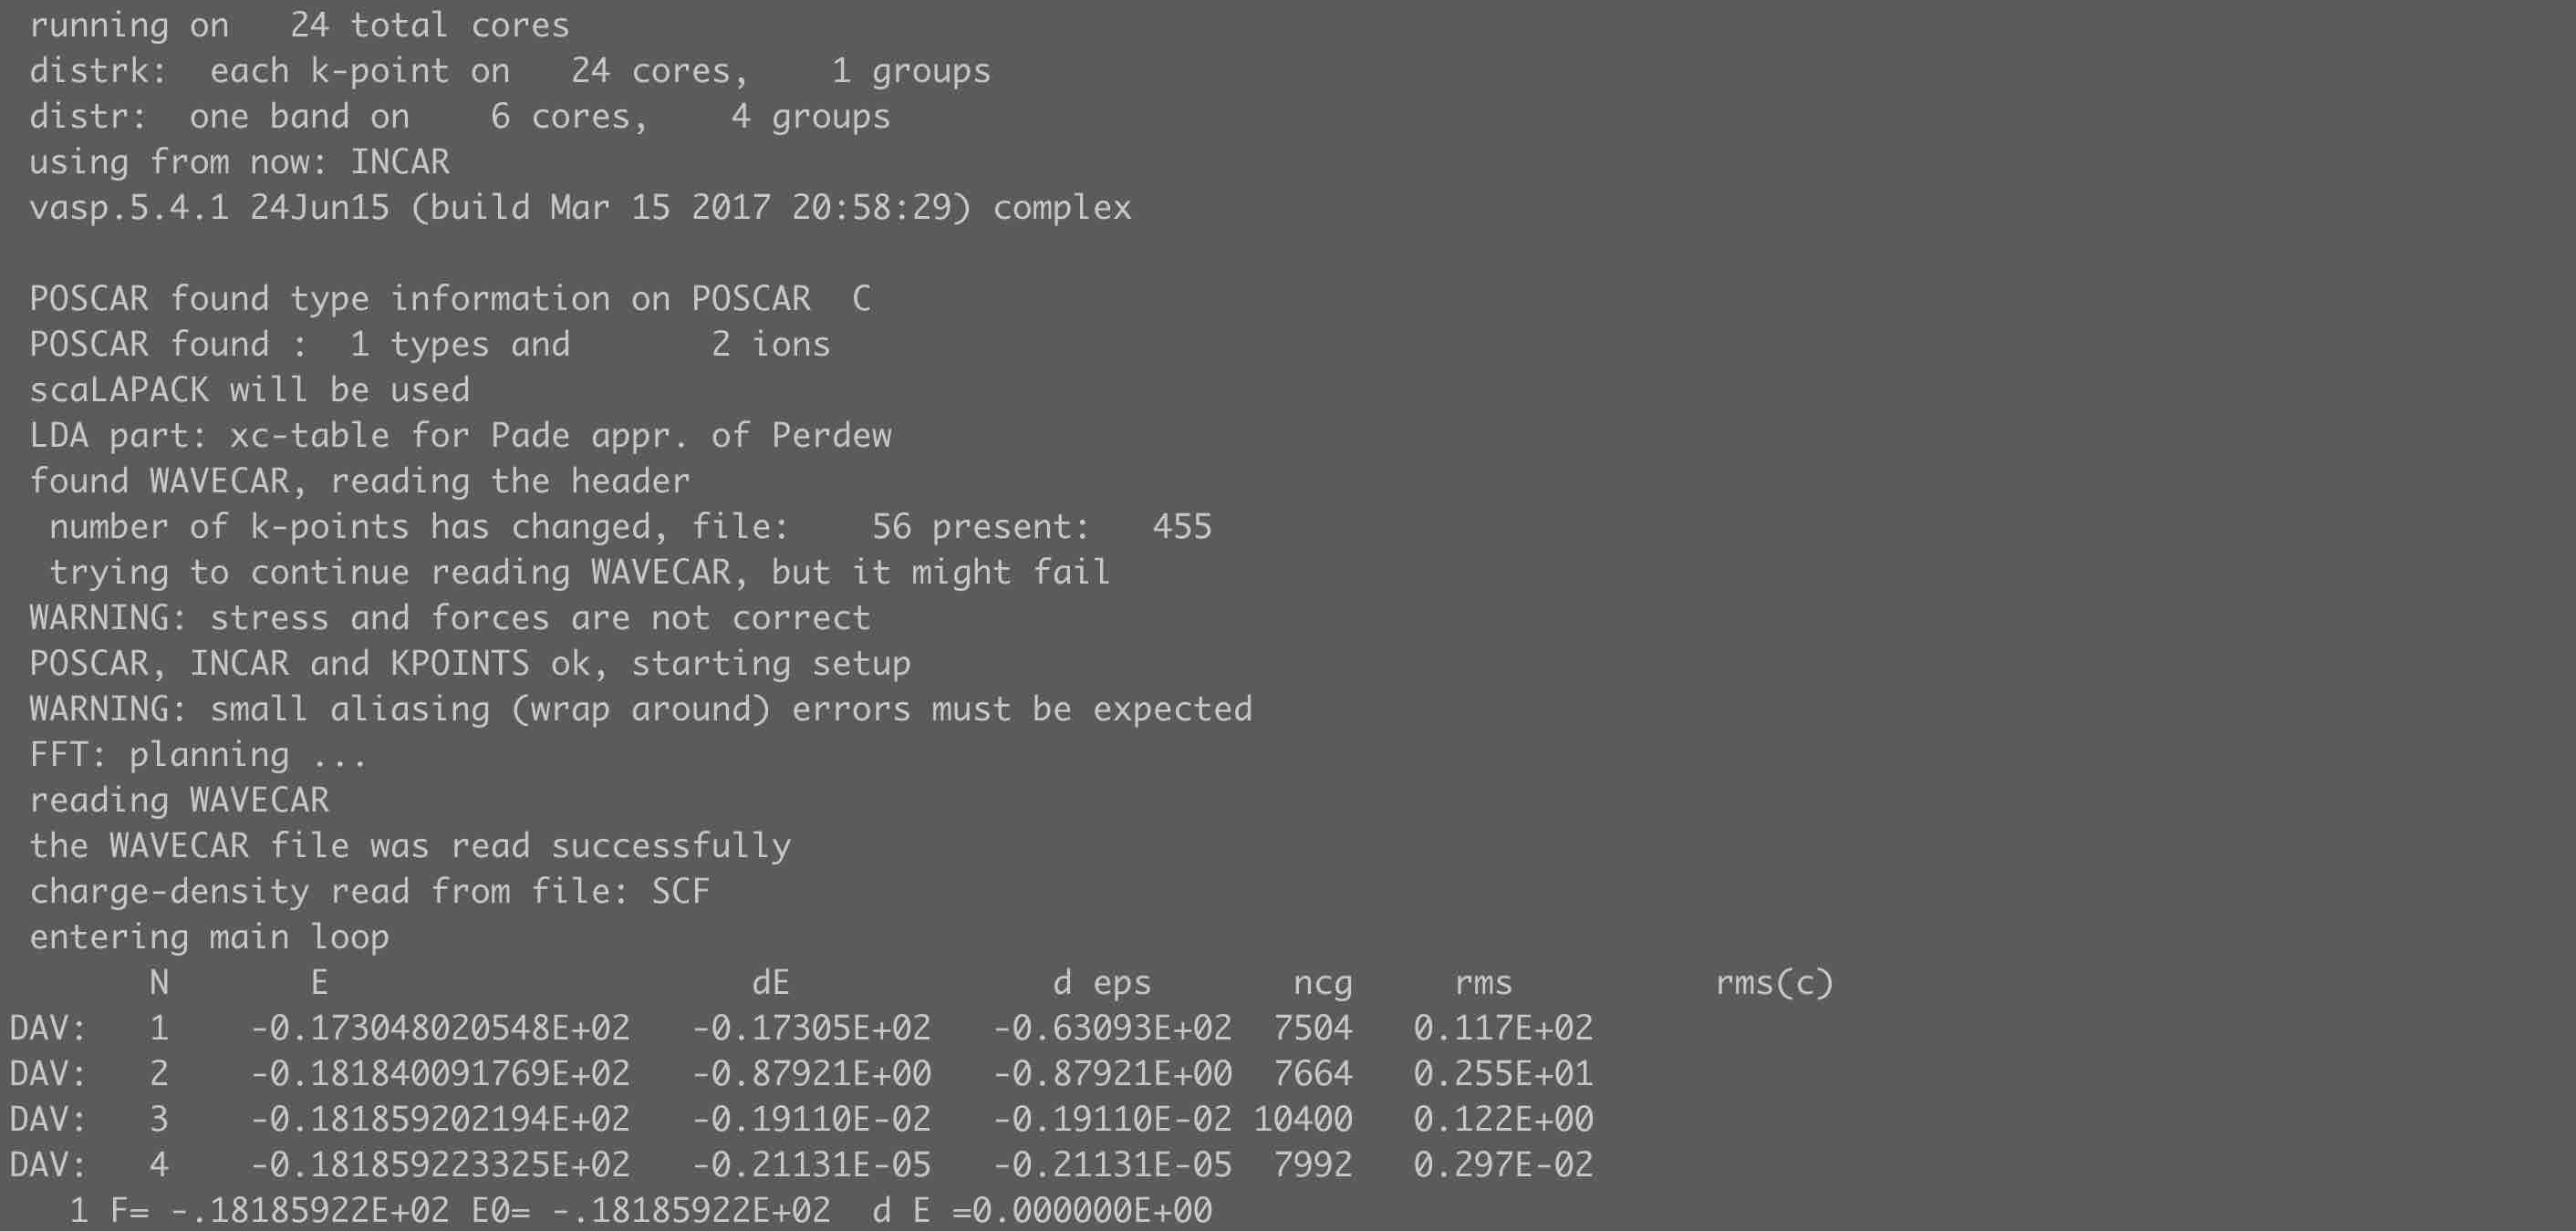 running on   24 total cores
distrk:  each k-point on   24 cores,    1 groups
distr:  one band on    6 cores,    4 groups
using from now: INCAR
vasp.5.4.1 24Jun15 (build Mar 15 2017 20:58:29) complex
POSCAR found type information on POSCAR  C
POSCAR found :  1 types and       2 ions
scaLAPACK will be used
LDA part: xc-table for Pade appr. of Perdew
found WAVECAR, reading the header
number of k-points has changed, file:    56 present:   455
trying to continue reading WAVECAR, but it might fail
WARNING: stress and forces are not correct
POSCAR, INCAR and KPOINTS ok, starting setup
WARNING: small aliasing (wrap around) errors must be expected
FFT: planning ...
reading WAVECAR
the WAVECAR file was read successfully
charge-density read from file: SCF
entering main loop
N       E                     dE             d eps       ncg     rms          rms(c)
DAV:   1    -0.173048020548E+02   -0.17305E+02   -0.63093E+02  7504   0.117E+02
DAV:   2    -0.181840091769E+02   -0.87921E+00   -0.87921E+00  7664   0.255E+01
DAV:   3    -0.181859202194E+02   -0.19110E-02   -0.19110E-02 10400   0.122E+00
DAV:   4    -0.181859223325E+02   -0.21131E-05   -0.21131E-05  7992   0.297E-02
1 F= -.18185922E+02 E0= -.18185922E+02  d E =0.000000E+00